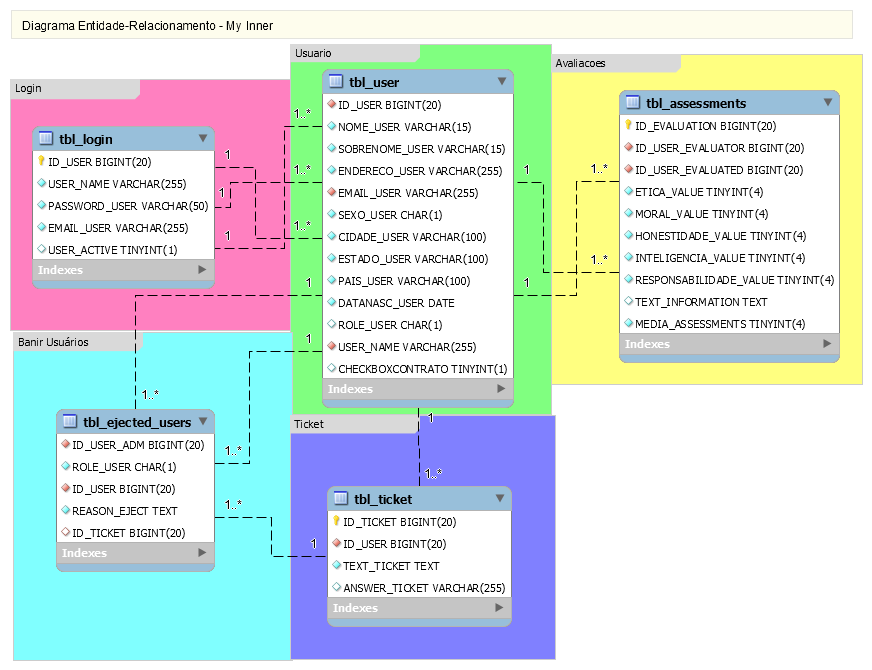 Diagrama Entidade-Relacionamento - My Inner
Login
tbl_login
ID_USER BIGINT(20)
USER_NAME VARCHAR(255)
PASSWORD_USER VARCHAR(50)
EMAIL_USER VARCHAR(255)
USER_ACTIVE TINYINT(1)
Indexes
1
1
1
Usuario
tbl_user
ID_USER BIGINT(20)
NOME_USER VARCHAR(15)
SOBRENOME_USER VARCHAR(15)
ENDERECO_USER VARCHAR(255)
EMAIL_USER VARCHAR(255)
SEXO_USER CHAR(1)
CIDADE_USER VARCHAR(100)
ESTADO_USER VARCHAR(100)
PAIS_USER VARCHAR(100)
DATANASC_USER DATE
ROLE_USER CHAR(1)
USER_NAME VARCHAR(255)
CHECKBOXCONTRATO TINYINT(1)
Indexes
1..*
1..*
1..*
1
1
1
1
1
Avaliacoes
tbl_assessments
ID_EVALUATION BIGINT(20)
ID_USER_EVALUATOR BIGINT(20)
ID_USER_EVALUATED BIGINT(20)
ETICA_VALUE TINYINT(4)
MORAL_VALUE TINYINT(4)
HONESTIDADE_VALUE TINYINT(4)
INTELIGENCIA_VALUE TINYINT(4)
RESPONSABILIDADE_VALUE TINYINT(4)
TEXT_INFORMATION TEXT
MEDIA_ASSESSMENTS TINYINT(4)
Indexes
1..*
1..*
Banir Usuários
tbl_ejected_users
ID_USER_ADM BIGINT(20)
ROLE_USER CHAR(1)
ID_USER BIGINT(20)
REASON_EJECT TEXT
ID_TICKET BIGINT(20)
Indexes
1..*
1..*
1..*
Ticket
tbl_ticket
ID_TICKET BIGINT(20)
ID_USER BIGINT(20)
TEXT_TICKET TEXT
ANSWER_TICKET VARCHAR(255)
Indexes
1..*
1